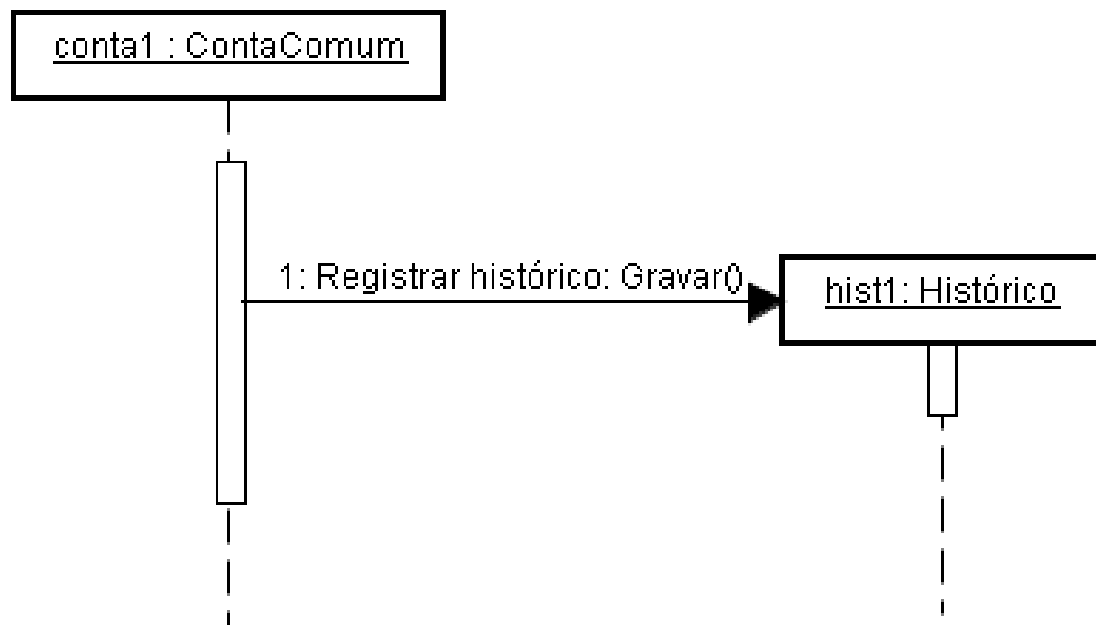 conta1 : ContaComum
1: Registrar histórico: Gravar()
hist1: Histórico